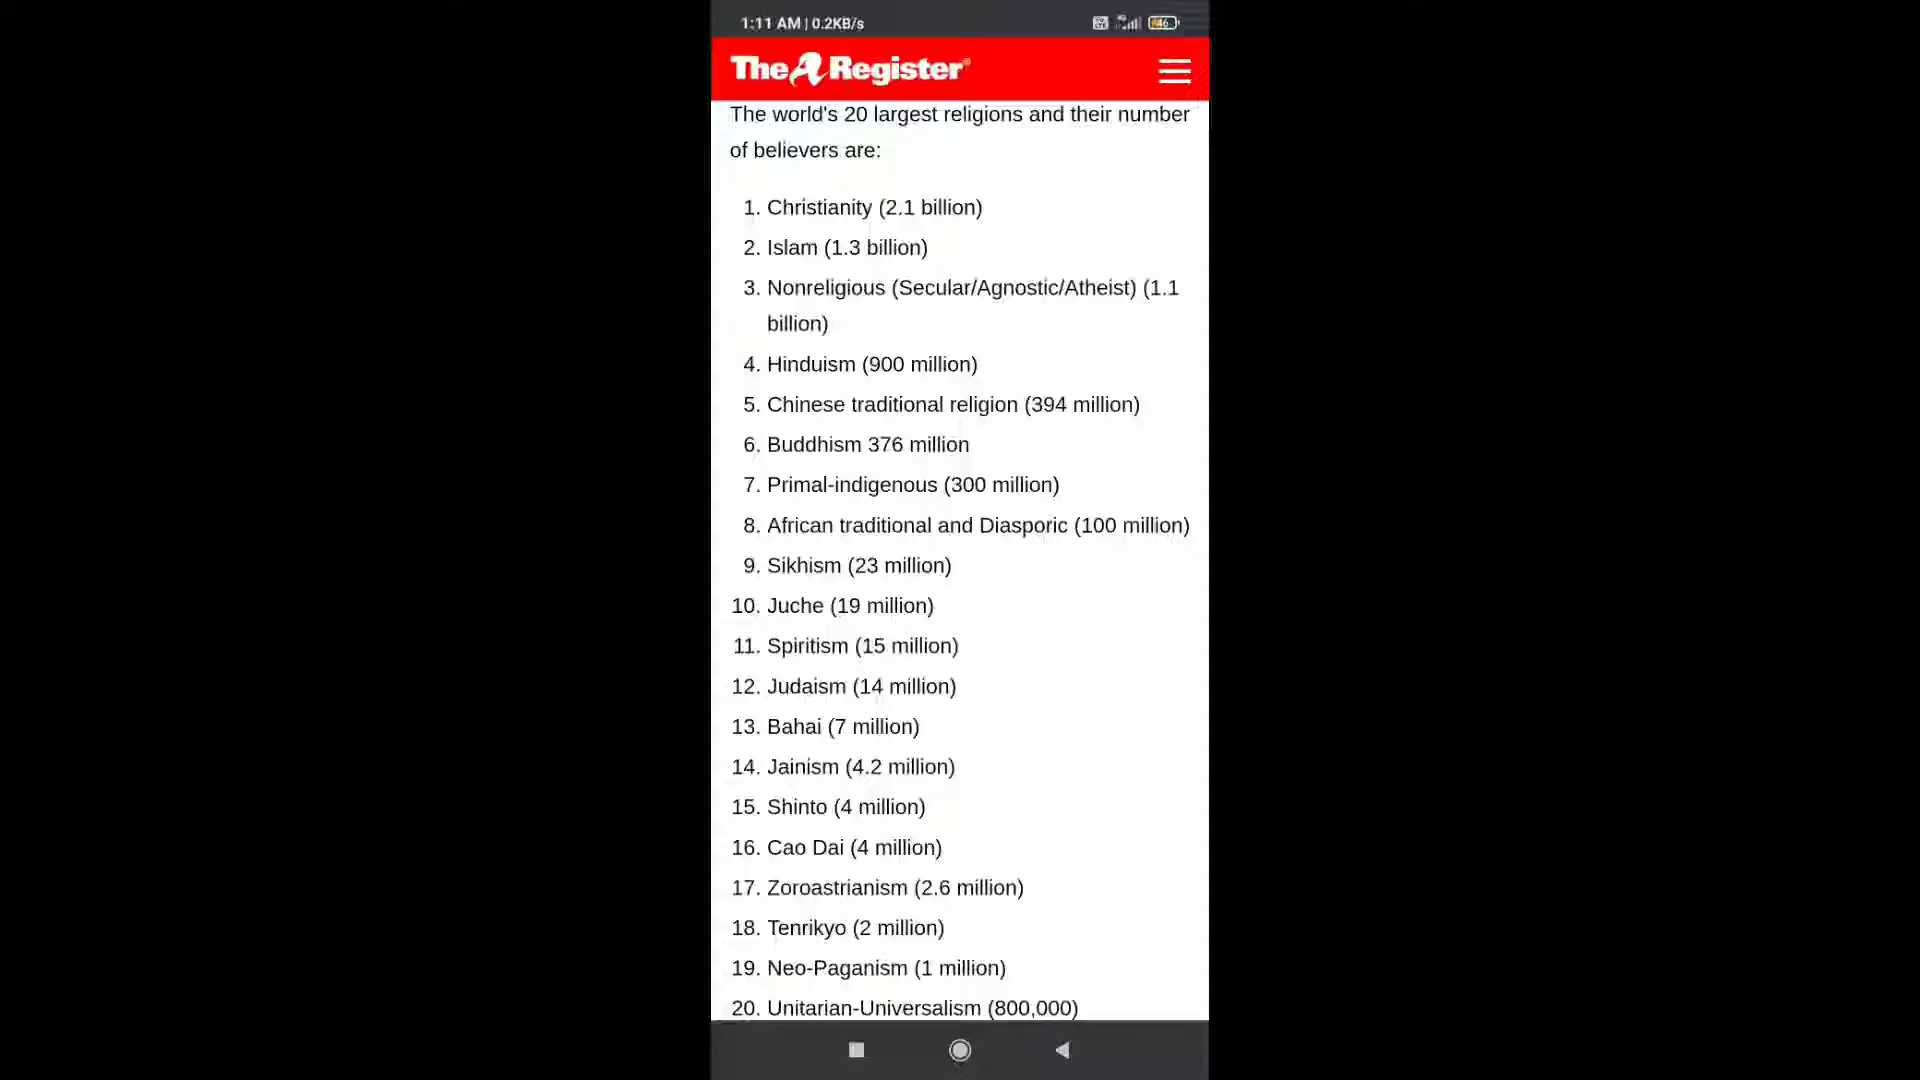 1:11 AM | 0.2KB/s
46
The Register®
The world's 20 largest religions and their number
of believers are:
1. Christianity (2.1 billion)
2. Islam (1.3 billion)
3. Nonreligious (Secular/Agnostic/Atheist) (1.1
billion)
4. Hinduism (900 million)
5. Chinese traditional religion (394 million)
6. Buddhism 376 million
7. Primal-indigenous (300 million)
8. African traditional and Diasporic (100 million)
9. Sikhism (23 million)
10. Juche (19 million)
11. Spiritism (15 million)
12. Judaism (14 million)
13. Bahai (7 million)
14. Jainism (4.2 million)
15. Shinto (4 million)
16. Cao Dai (4 million)
17. Zoroastrianism (2.6 million)
18. Tenrikyo (2 million)
19. Neo-Paganism (1 million)
20. Unitarian-Universalism (800,000)